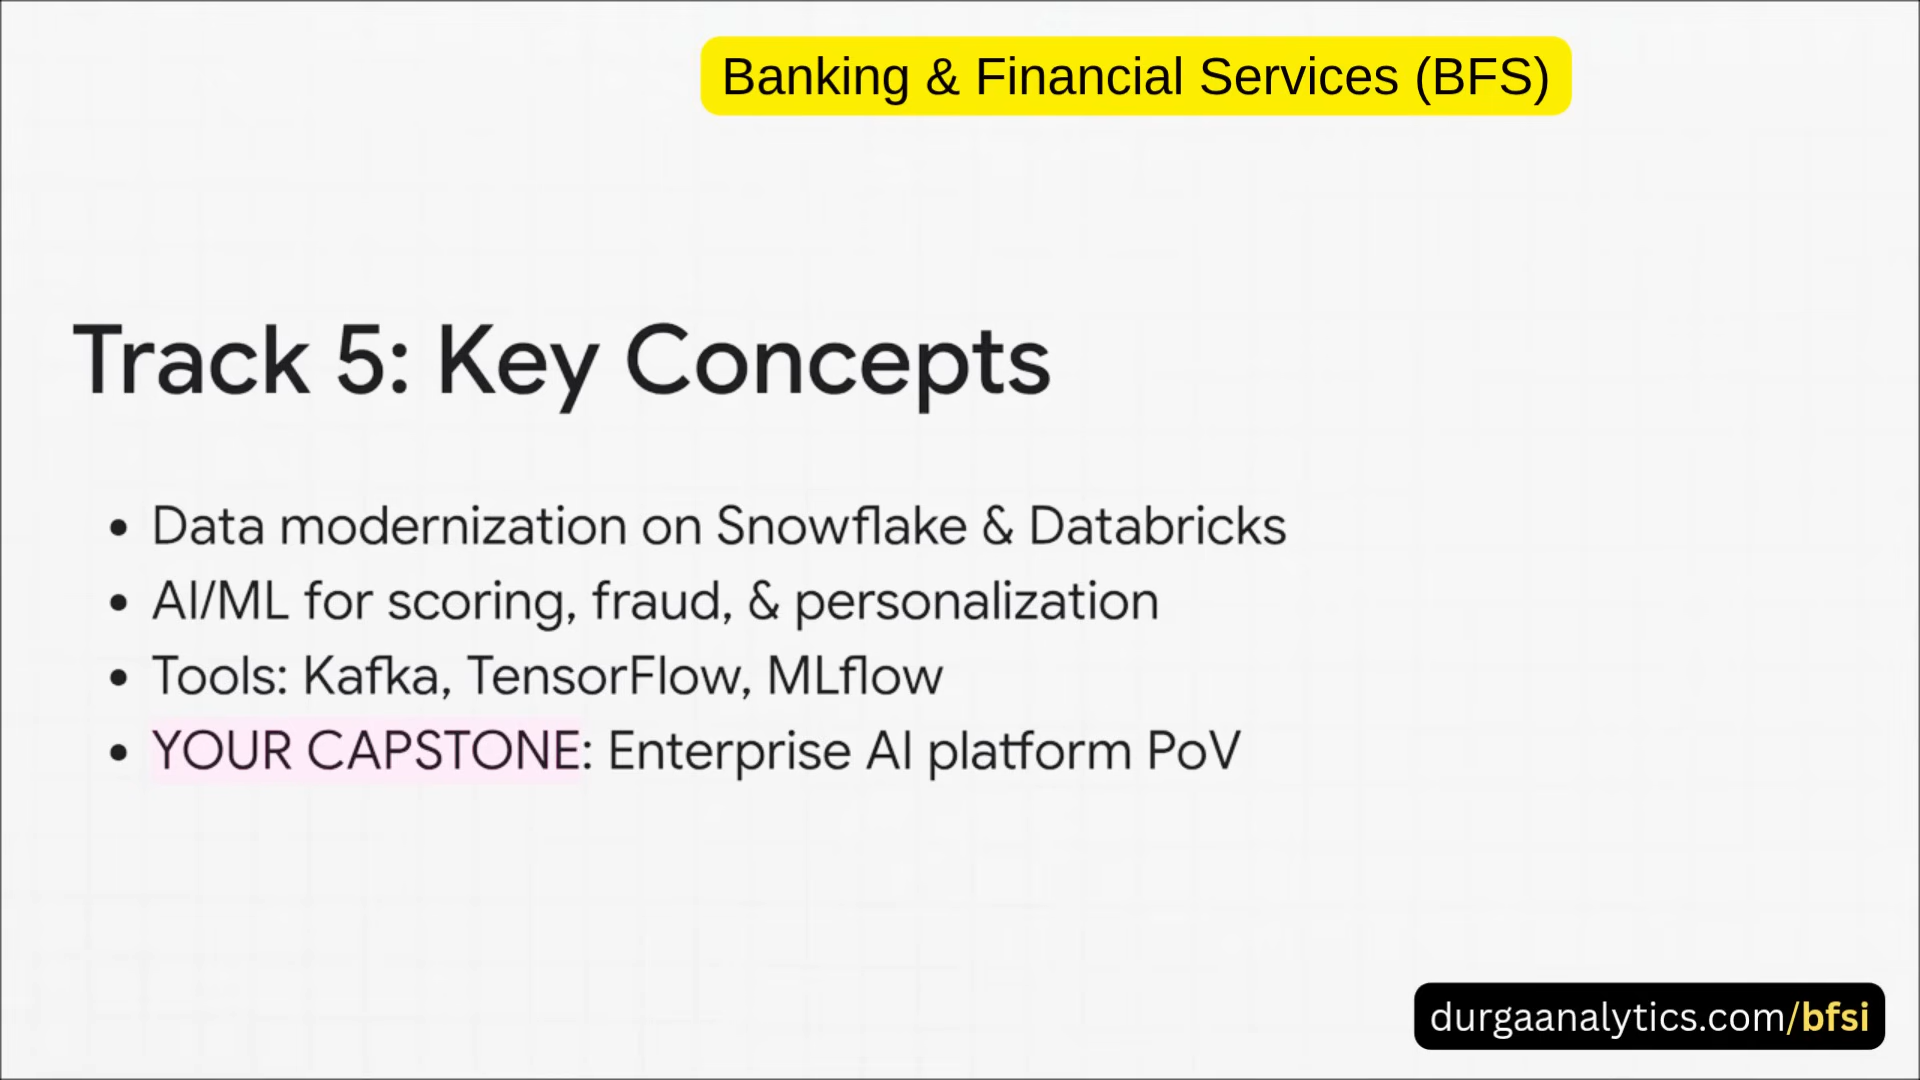 Banking & Financial Services (BFS)
Track 5: Key Concepts
• Data modernization on Snowflake & Databricks
• AI/ML for scoring, fraud, & personalization
• Tools: Kafka, TensorFlow, MLflow
• YOUR CAPSTONE: Enterprise AI platform PoV
durgaanalytics.com/bfsi